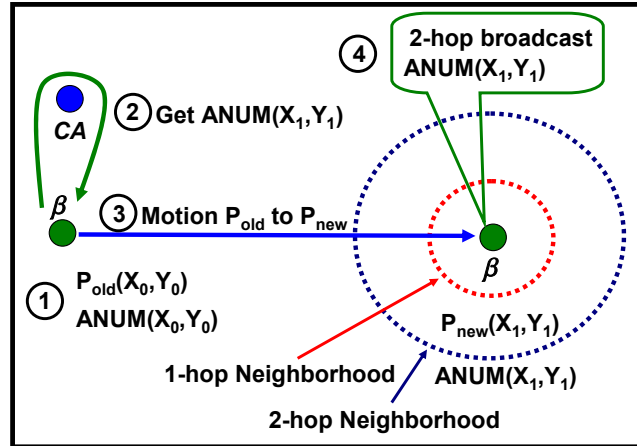 4
2-hop broadcast
ANUM(X₁,Y₁)
CA
2 Get ANUM(X₁,Y₁)
β
3 Motion Pold to Pnew
β
1
Pold(X₀,Y₀)
ANUM(X₀,Y₀)
Pnew(X₁,Y₁)
1-hop Neighborhood
ANUM(X₁,Y₁)
2-hop Neighborhood